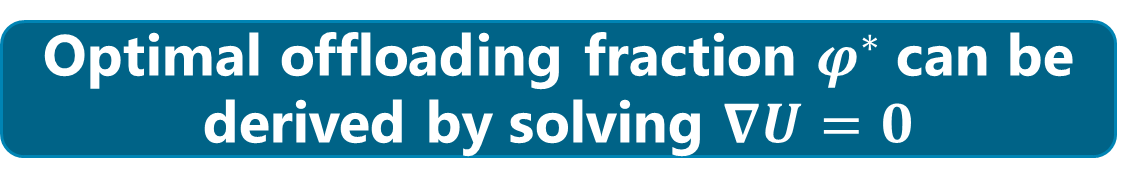 Optimal offloading fraction 𝝋* can be
derived by solving 𝛁𝑼 = 𝟎